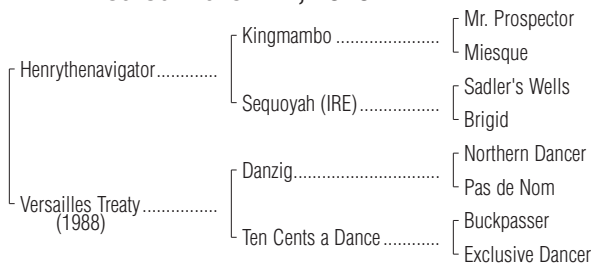 Kingmambo ..................
Mr. Prospector
Miesque
Henrythenavigator.............
Sequoyah (IRE).................
Sadler's Wells
Brigid
Danzig.............................
Northern Dancer
Pas de Nom
Versailles Treaty................
(1988)
Ten Cents a Dance............
Buckpasser
Exclusive Dancer